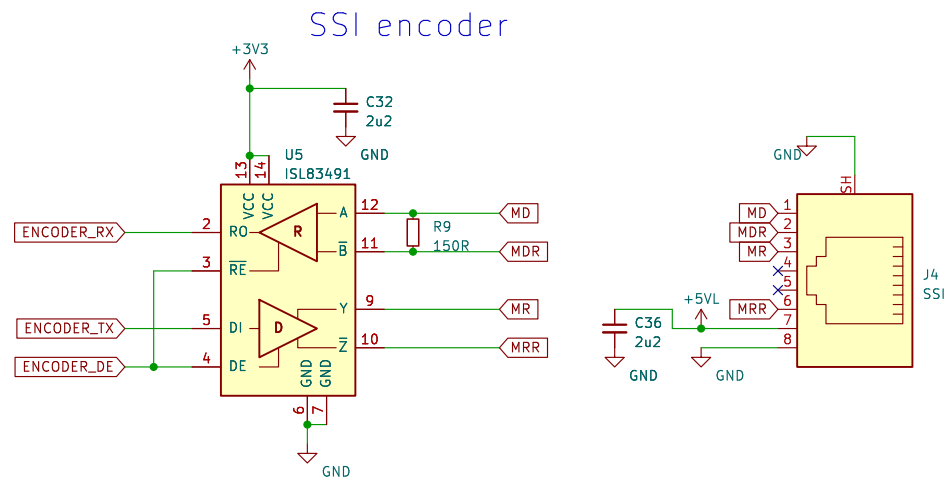 SSI encoder
+3V3
C32
2u2
GND
U5
ISL83491
13
14
VCC
VCC
ENCODER_RX
2
RO
R
A
12
MD
R9
150R
3
RE
B
11
MDR
ENCODER_TX
5
DI
D
Y
9
MR
ENCODER_DE
4
DE
Z
10
MRR
GND
GND
6
7
GND
GND
SH
MD
1
MDR
2
MR
3
4
5
MRR
6
7
8
J4
SSI
+5VL
C36
2u2
GND
GND